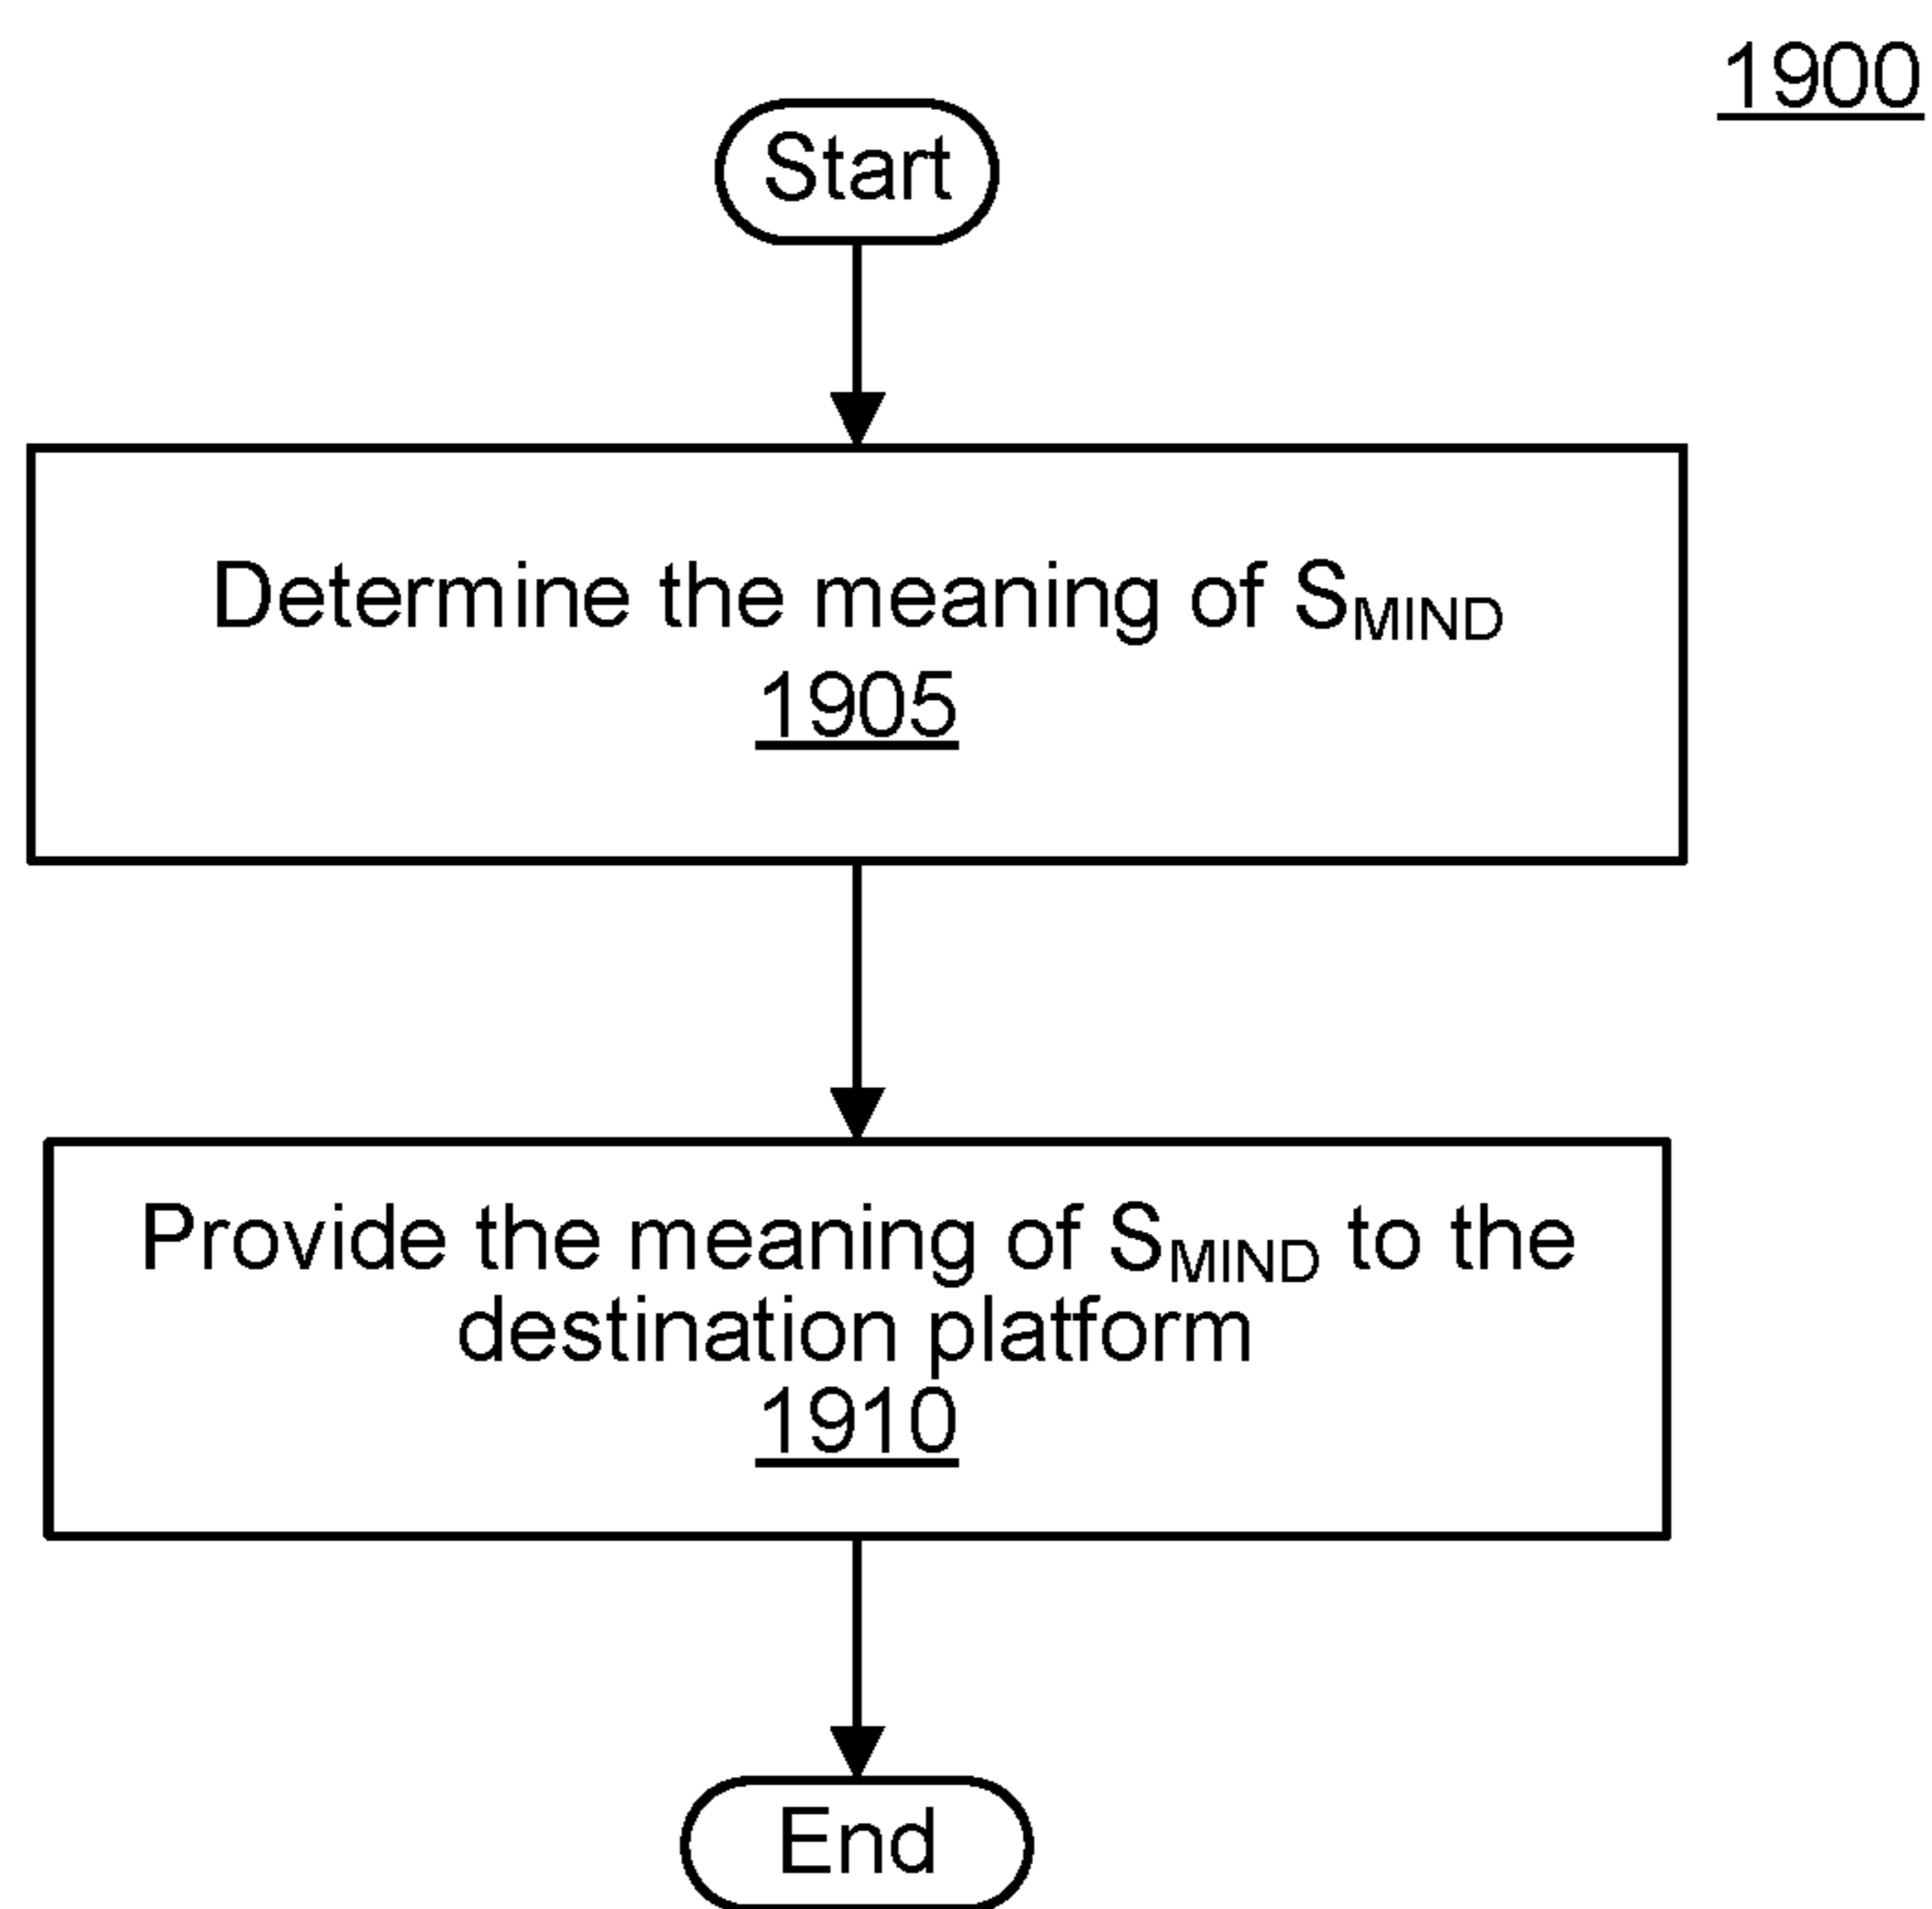 1900
Start
Determine the meaning of SMIND
1905
Provide the meaning of SMIND to the
destination platform
1910
End